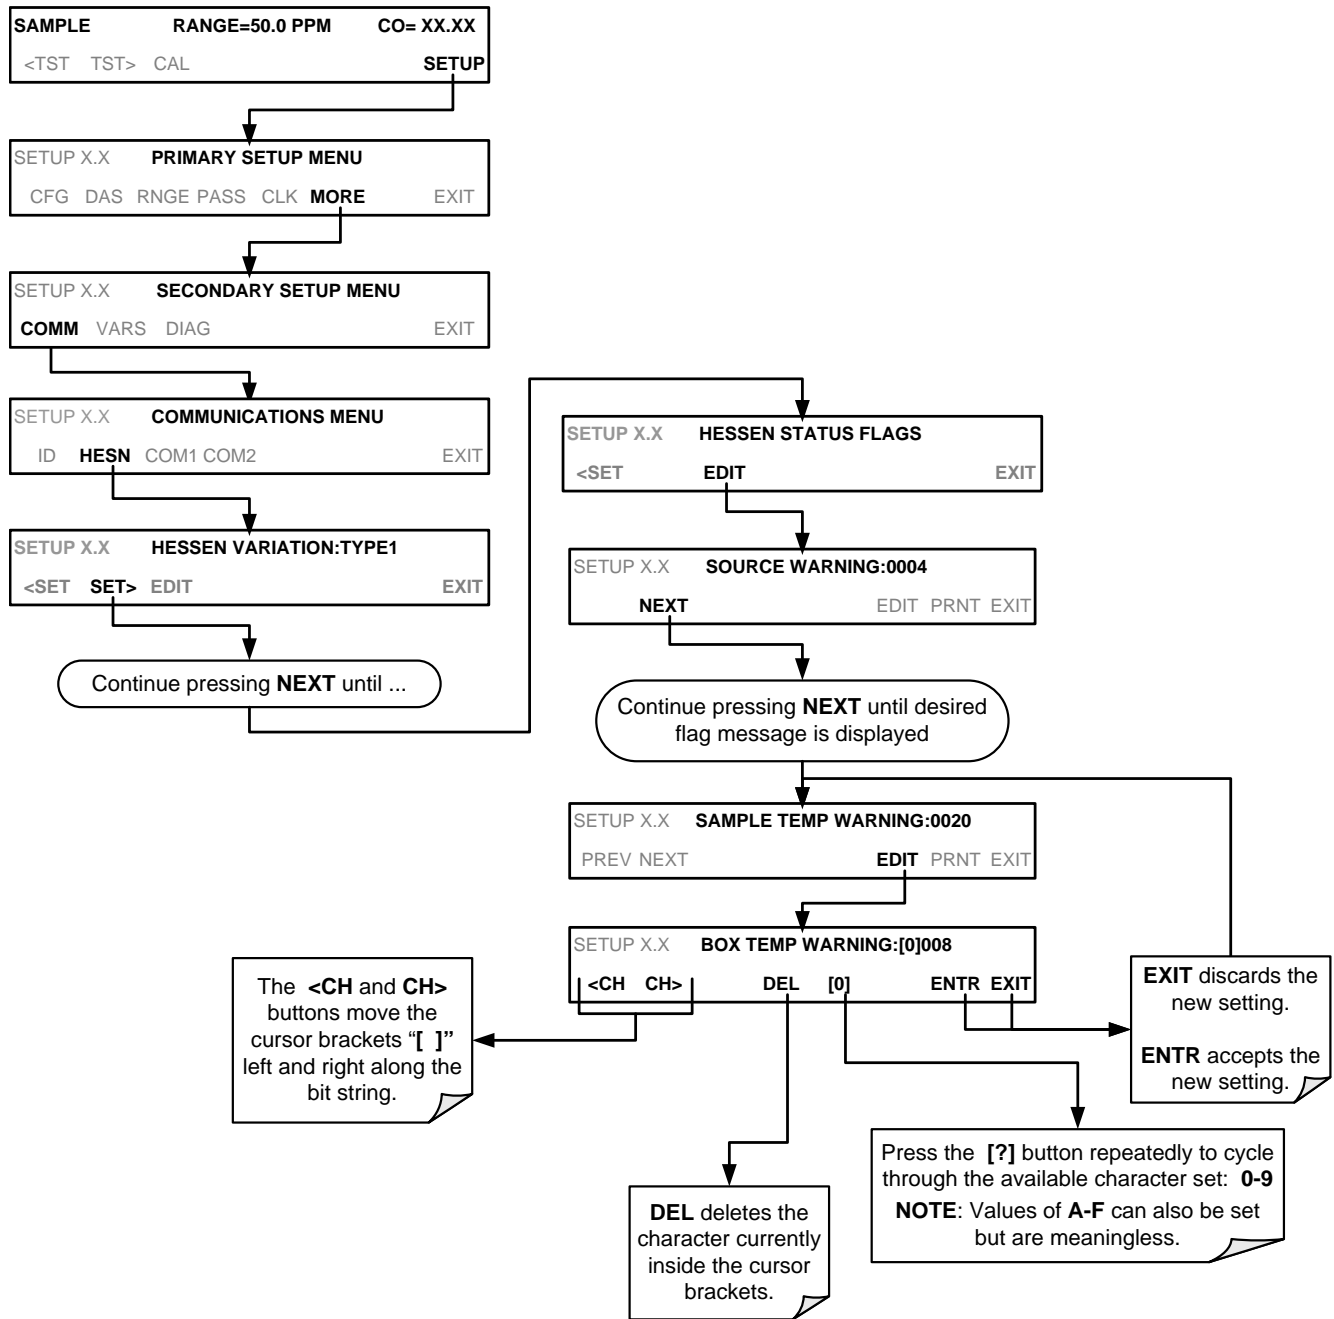 SAMPLE RANGE=50.0 PPM CO= XX.XX
<TST TST> CAL SETUP
SETUP X.X PRIMARY SETUP MENU
CFG DAS RNGE PASS CLK MORE EXIT
SETUP X.X SECONDARY SETUP MENU
COMM VARS DIAG EXIT
SETUP X.X COMMUNICATIONS MENU
ID HESN COM1 COM2 EXIT
SETUP X.X HESSEN VARIATION:TYPE1
<SET SET> EDIT EXIT
Continue pressing NEXT until ...
SETUP X.X HESSEN STATUS FLAGS
<SET EDIT EXIT
SETUP X.X SOURCE WARNING:0004
NEXT EDIT PRNT EXIT
Continue pressing NEXT until desired
flag message is displayed
SETUP X.X SAMPLE TEMP WARNING:0020
PREV NEXT EDIT PRNT EXIT
SETUP X.X BOX TEMP WARNING:[0]008
<CH CH> DEL [0] ENTR EXIT
The <CH and CH>
buttons move the
cursor brackets “[ ]”
left and right along the
bit string.
EXIT discards the
new setting.
ENTR accepts the
new setting.
Press the [?] button repeatedly to cycle
through the available character set: 0-9
NOTE: Values of A-F can also be set
but are meaningless.
DEL deletes the
character currently
inside the cursor
brackets.